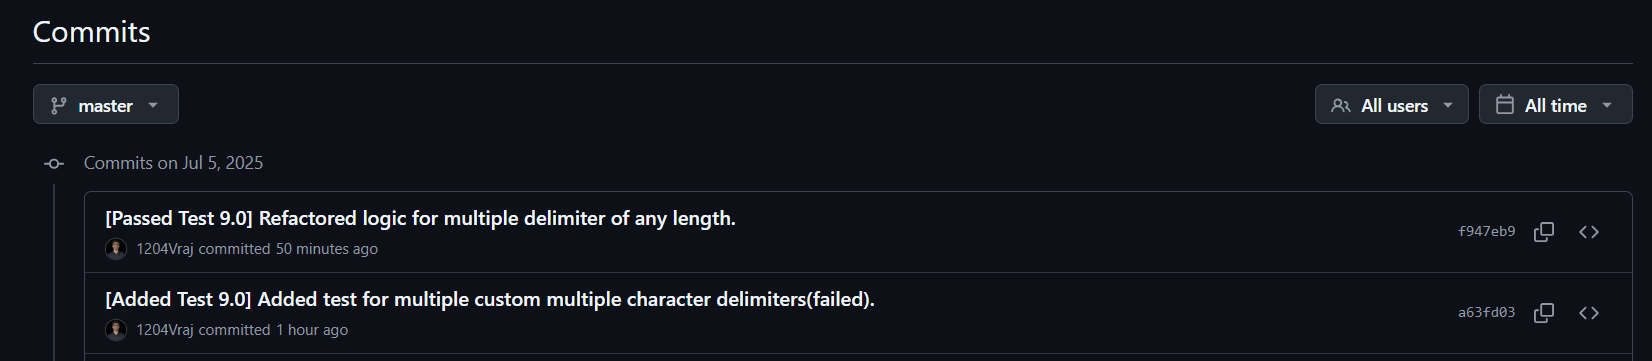 Commits
master
All users
All time
Commits on Jul 5, 2025
[Passed Test 9.0] Refactored logic for multiple delimiter of any length.
1204Vraj committed 50 minutes ago
f947eb9
[Added Test 9.0] Added test for multiple custom multiple character delimiters(failed).
1204Vraj committed 1 hour ago
a63fd03